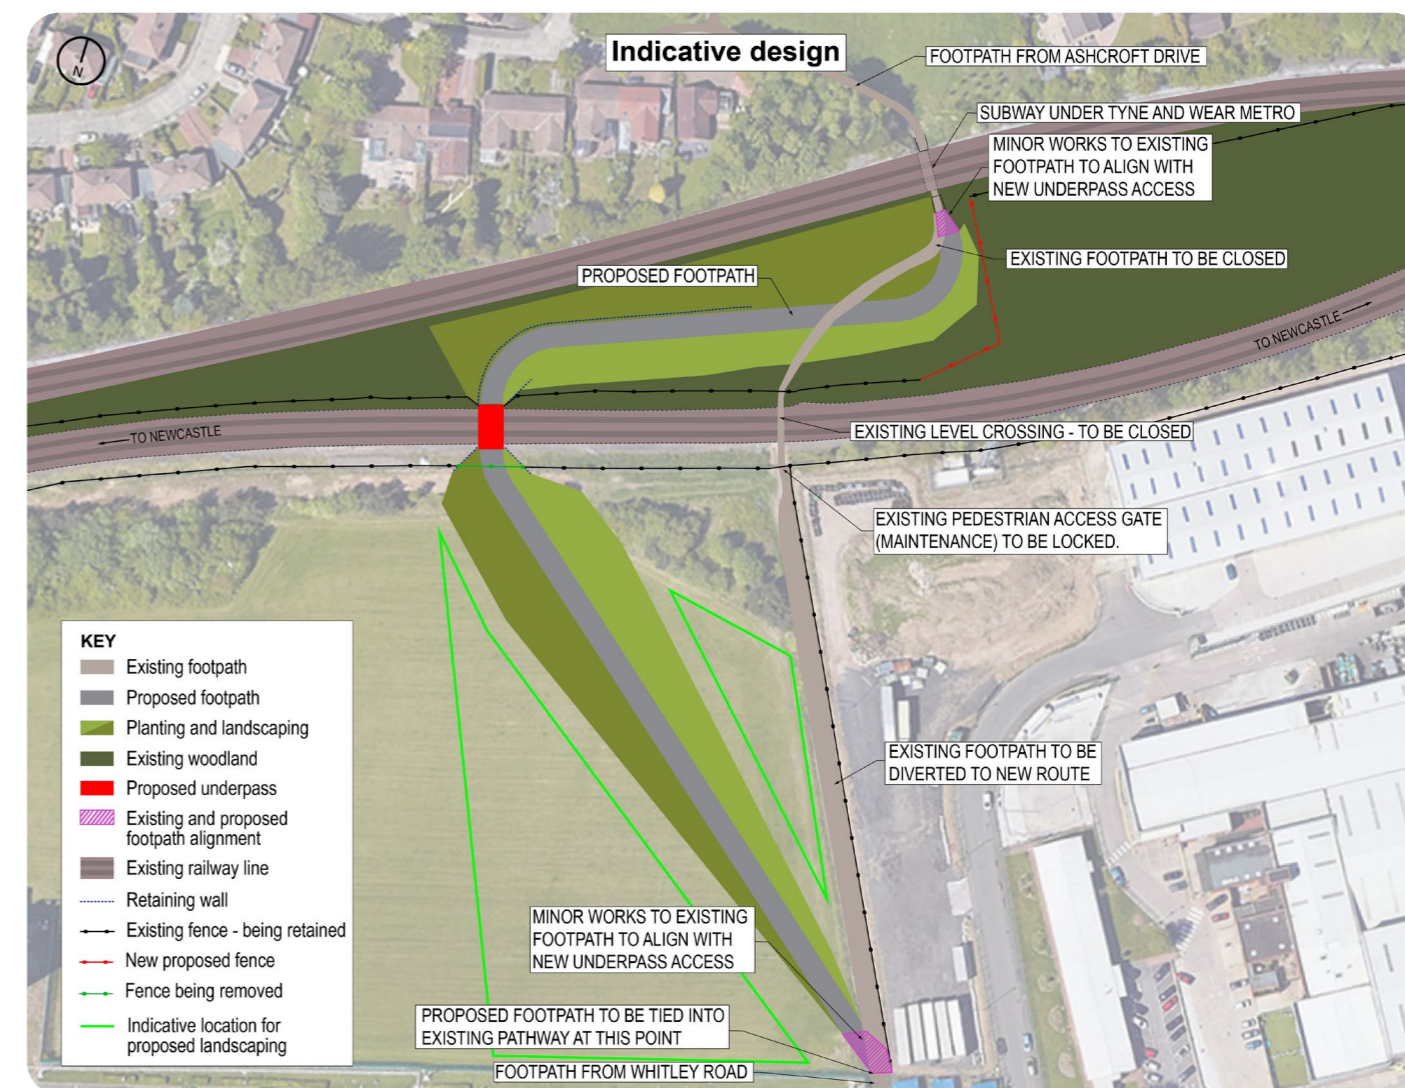 N
Indicative design
FOOTPATH FROM ASHCROFT DRIVE
SUBWAY UNDER TYNE AND WEAR METRO
MINOR WORKS TO EXISTING
FOOTPATH TO ALIGN WITH
NEW UNDERPASS ACCESS
EXISTING FOOTPATH TO BE CLOSED
PROPOSED FOOTPATH
TO NEWCASTLE
TO NEWCASTLE
EXISTING LEVEL CROSSING - TO BE CLOSED
EXISTING PEDESTRIAN ACCESS GATE
(MAINTENANCE) TO BE LOCKED.
EXISTING FOOTPATH TO BE
DIVERTED TO NEW ROUTE
MINOR WORKS TO EXISTING
FOOTPATH TO ALIGN WITH
NEW UNDERPASS ACCESS
PROPOSED FOOTPATH TO BE TIED INTO
EXISTING PATHWAY AT THIS POINT
FOOTPATH FROM WHITLEY ROAD
KEY
Existing footpath
Proposed footpath
Planting and landscaping
Existing woodland
Proposed underpass
Existing and proposed
footpath alignment
Existing railway line
Retaining wall
Existing fence - being retained
New proposed fence
Fence being removed
Indicative location for
proposed landscaping